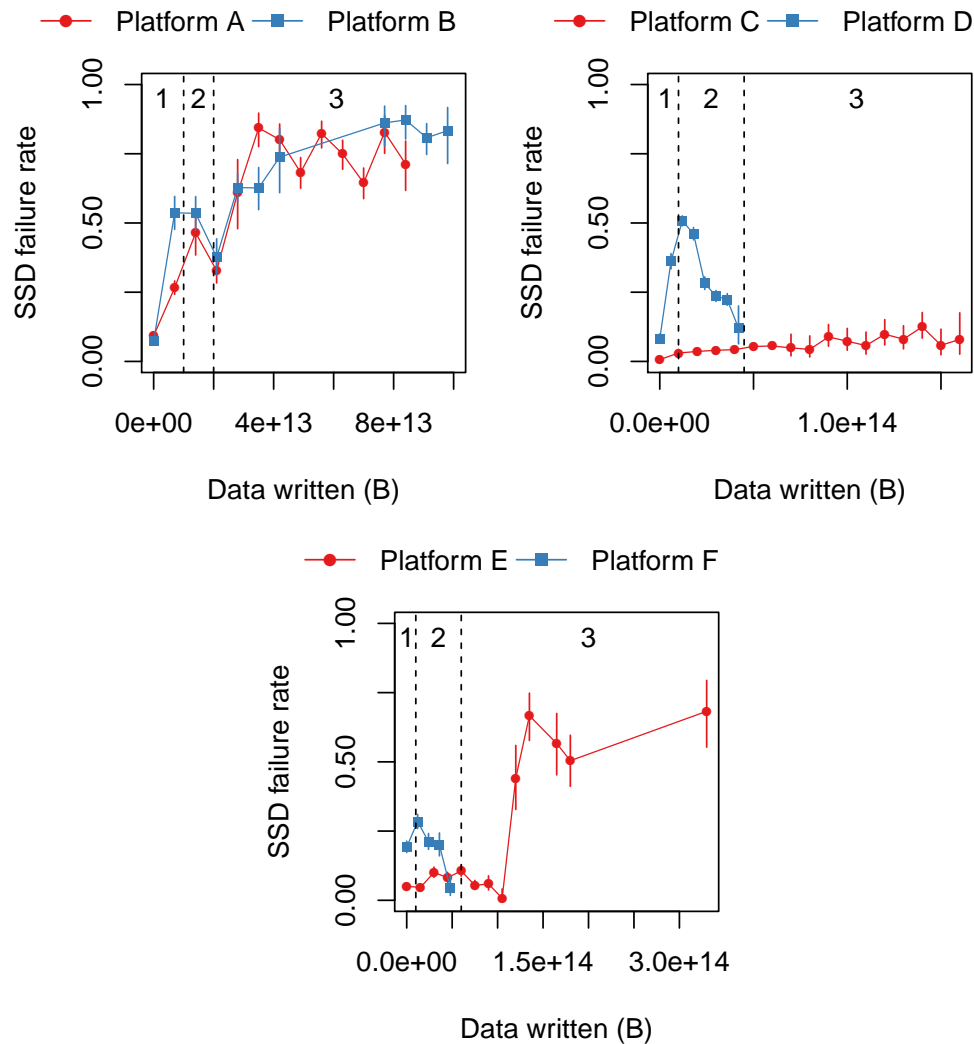 Platform A Platform B
1 2 3
SSD failure rate
0.00 0.50 1.00
0e+00 4e+13 8e+13
Data written (B)
Platform C Platform D
1 2 3
SSD failure rate
0.00 0.50 1.00
0.0e+00 1.0e+14
Data written (B)
Platform E Platform F
1 2 3
SSD failure rate
0.00 0.50 1.00
0.0e+00 1.5e+14 3.0e+14
Data written (B)